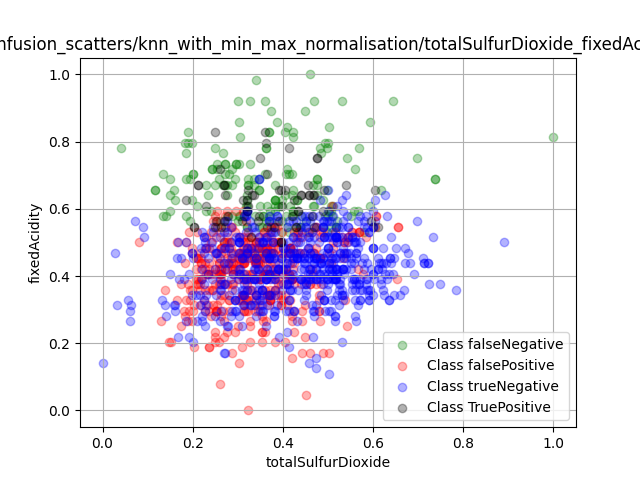 nfusion_scatters/knn_with_min_max_normalisation/totalSulfurDioxide_fixedAc
1.0
0.8
0.6
0.4
0.2
0.0
fixedAcidity
0.0 0.2 0.4 0.6 0.8 1.0
totalSulfurDioxide
Class falseNegative
Class falsePositive
Class trueNegative
Class TruePositive